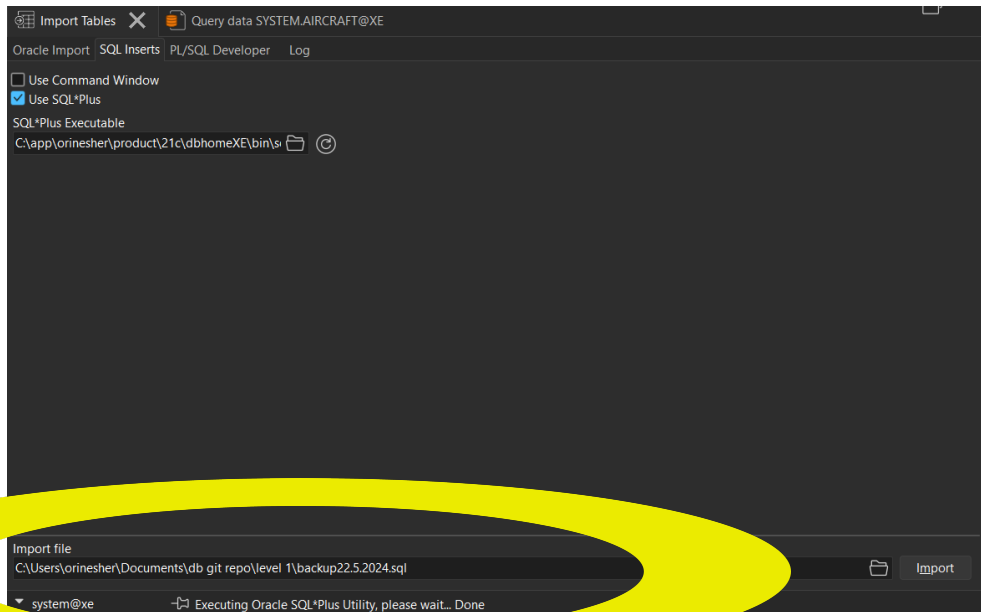 Import Tables Query data SYSTEM.AIRCRAFT@XE
Oracle Import SQL Inserts PL/SQL Developer Log
Use Command Window
Use SQL*Plus
SQL*Plus Executable
C:\app\orinesher\product\21c\dbhomeXE\bin\s
Import file
C:\Users\orinesher\Documents\db git repo\level 1\backup22.5.2024.sql
Import
system@xe Executing Oracle SQL*Plus Utility, please wait... Done